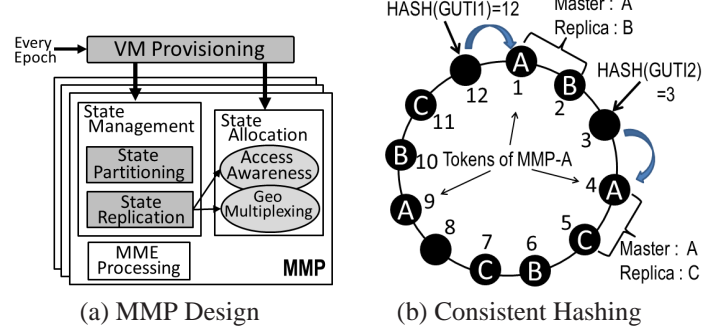 Every
Epoch
VM Provisioning
State
Management
State
Partitioning
State
Replication
MME
Processing
State
Allocation
Access
Awareness
Geo
Multiplexing
MMP
(a) MMP Design
HASH(GUTI1)=12
Master : A
Replica : B
HASH(GUTI2)
=3
A
1
B
2
3
A
4
C
5
B
6
C
7
8
A
9
B
10
C
11
12
Tokens of MMP-A
Master : A
Replica : C
(b) Consistent Hashing